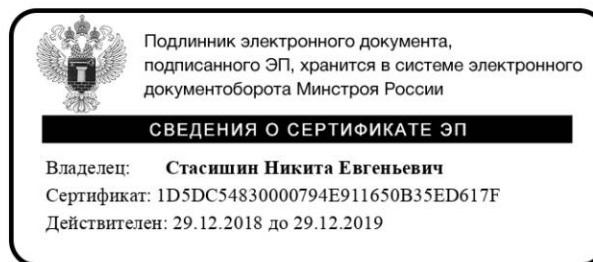 Подлинник электронного документа,
подписанного ЭП, хранится в системе электронного
документоборота Минстроя России
СВЕДЕНИЯ О СЕРТИФИКАТЕ ЭП
Владелец: Стасишин Никита Евгеньевич
Сертификат: 1D5DC54830000794E911650B35ED617F
Действителен: 29.12.2018 до 29.12.2019